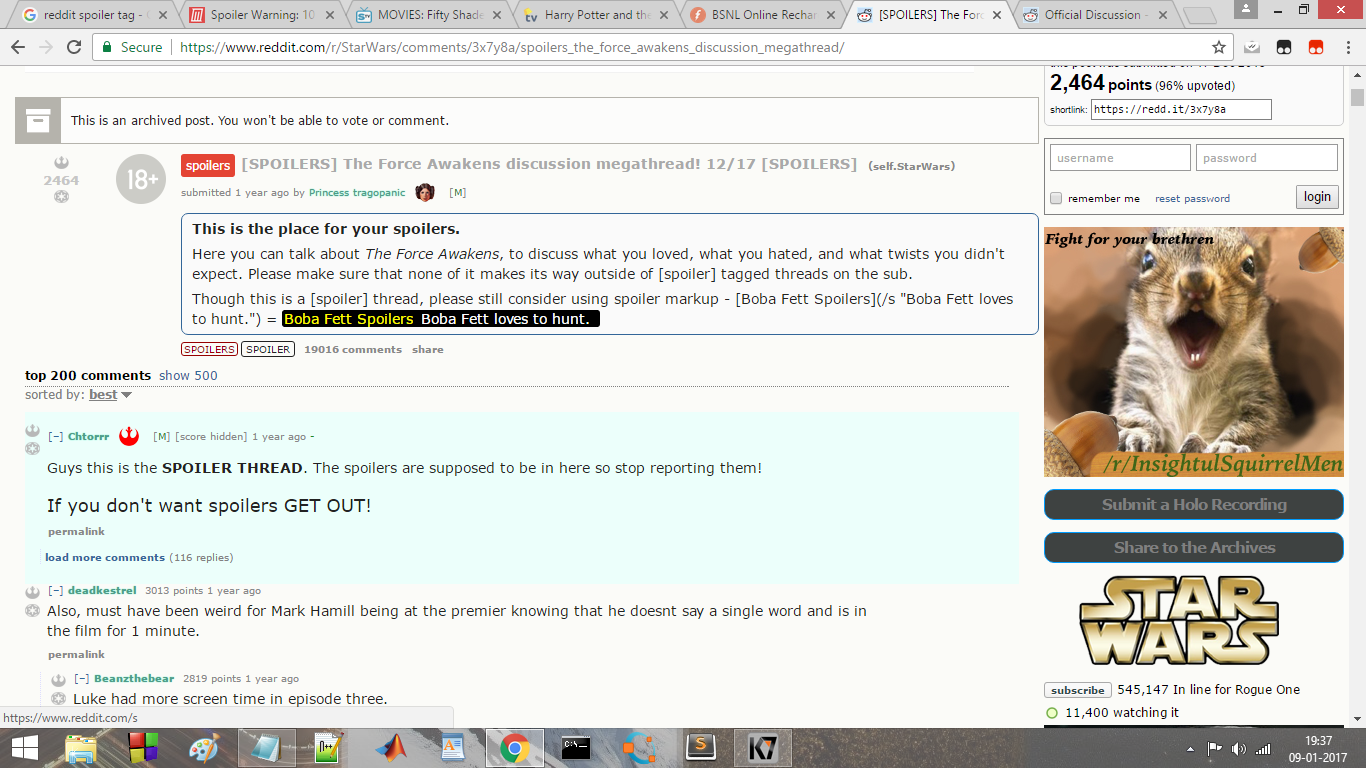 reddit spoiler tag - G
Spoiler Warning: 10
MOVIES: Fifty Shade
Harry Potter and the
BSNL Online Rechar
[SPOILERS] The Forc
Official Discussion -
Secure
https://www.reddit.com/r/StarWars/comments/3x7y8a/spoilers_the_force_awakens_discussion_megathread/
2,464 points (96% upvoted)
shortlink: https://redd.it/3x7y8a
This is an archived post. You won't be able to vote or comment.
username password
remember me reset password login
2464
18+
spoilers [SPOILERS] The Force Awakens discussion megathread! 12/17 [SPOILERS] (self.StarWars)
submitted 1 year ago by Princess tragopanic [M]
This is the place for your spoilers.
Here you can talk about The Force Awakens, to discuss what you loved, what you hated, and what twists you didn't
expect. Please make sure that none of it makes its way outside of [spoiler] tagged threads on the sub.
Though this is a [spoiler] thread, please still consider using spoiler markup - [Boba Fett Spoilers](/s "Boba Fett loves
to hunt.") = Boba Fett Spoilers Boba Fett loves to hunt.
SPOILERS SPOILER 19016 comments share
top 200 comments show 500
sorted by: best
[–] Chtorrr [M] [score hidden] 1 year ago -
Guys this is the SPOILER THREAD. The spoilers are supposed to be in here so stop reporting them!
If you don't want spoilers GET OUT!
permalink
load more comments (116 replies)
[–] deadkestrel 3013 points 1 year ago
Also, must have been weird for Mark Hamill being at the premier knowing that he doesnt say a single word and is in
the film for 1 minute.
permalink
[–] Beanzthebear 2819 points 1 year ago
Luke had more screen time in episode three.
https://www.reddit.com/s
Fight for your brethren
/r/InsightulSquirrelMen
Submit a Holo Recording
Share to the Archives
STAR
WARS
subscribe 545,147 In line for Rogue One
11,400 watching it
19:37
09-01-2017